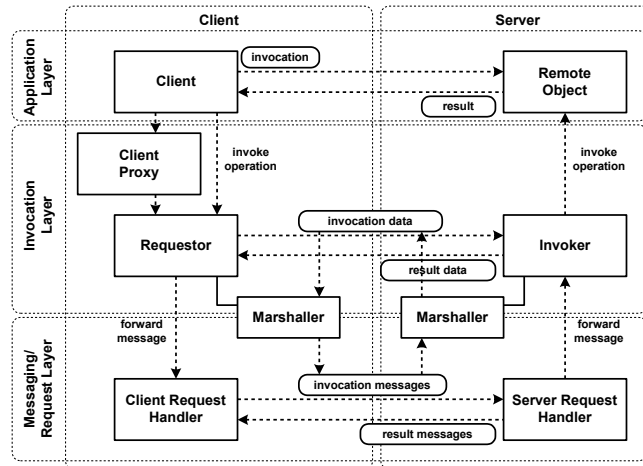 Client
Server
Application
Layer
Client
invocation
result
Remote
Object
Invocation
Layer
Client
Proxy
invoke
operation
invoke
operation
Requestor
invocation data
result data
Invoker
Marshaller
Marshaller
forward
message
forward
message
Messaging/
Request Layer
Client Request
Handler
invocation messages
result messages
Server Request
Handler